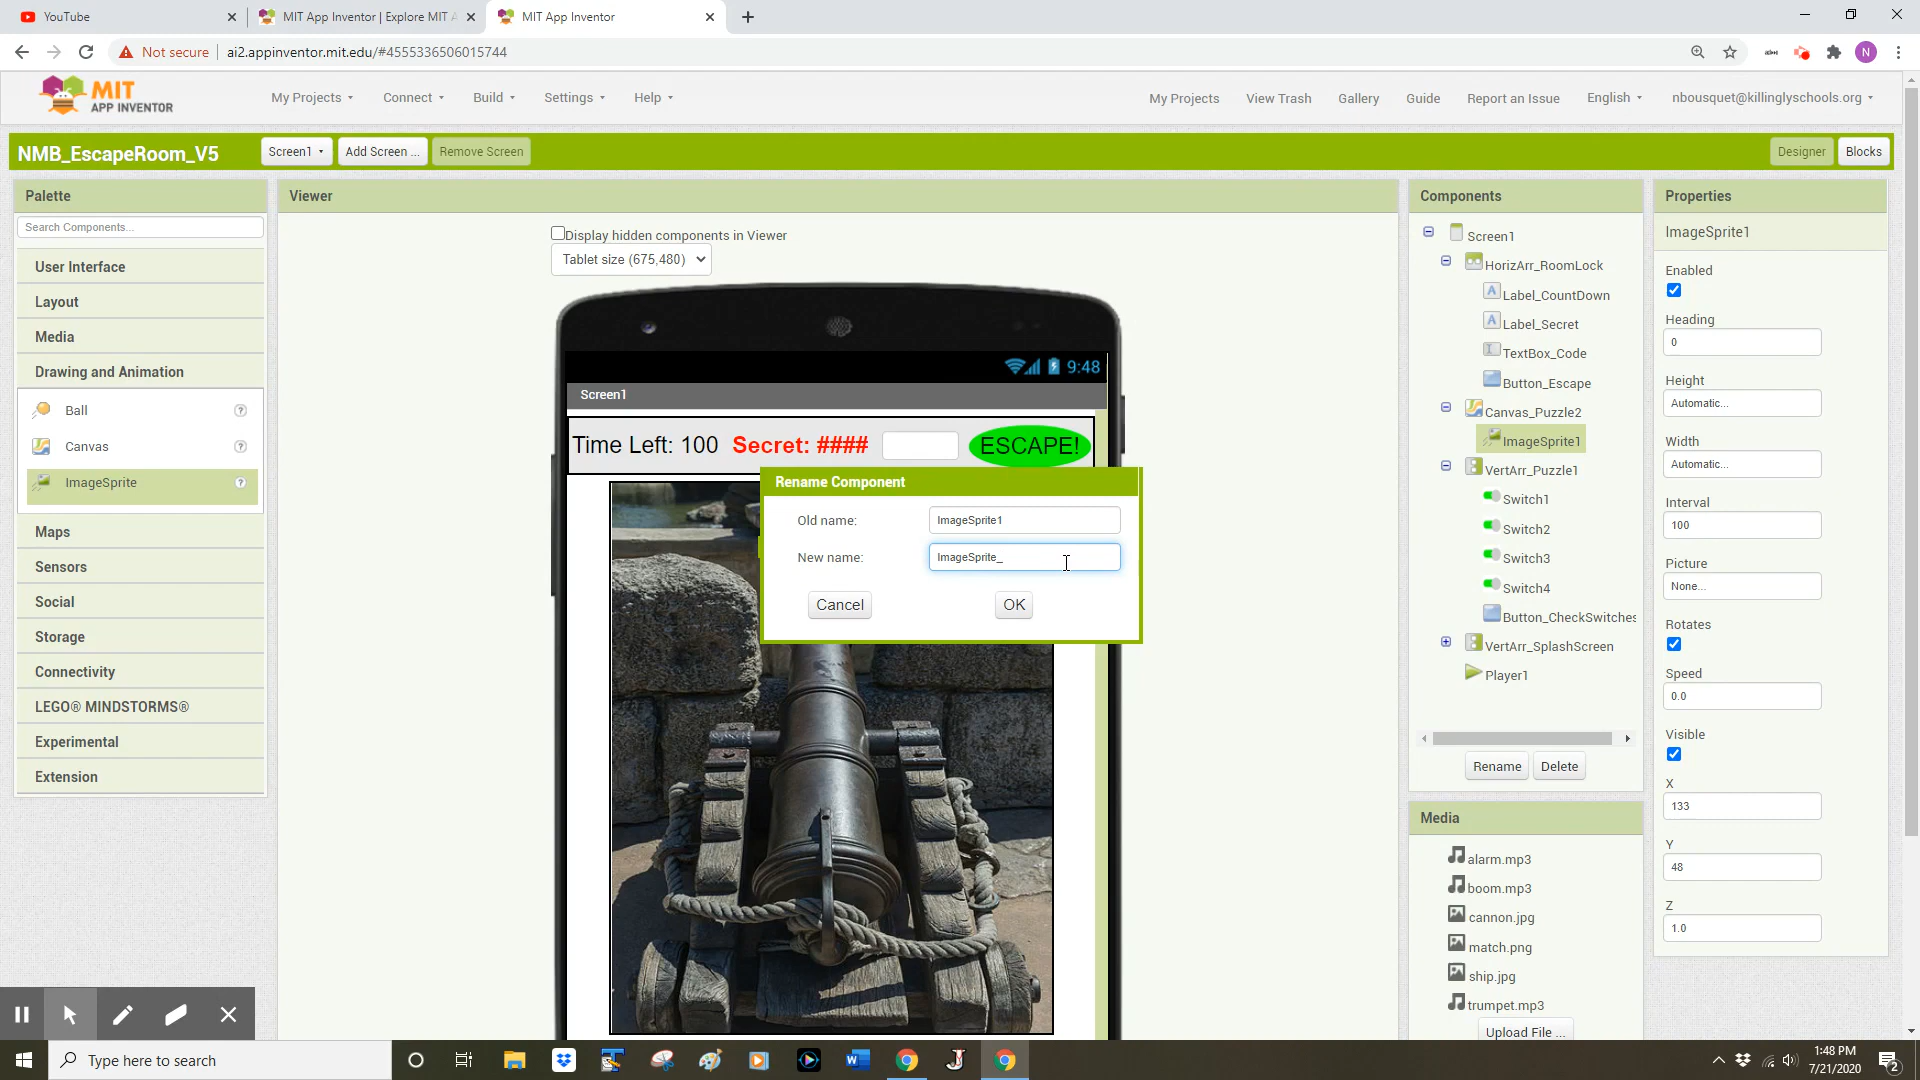 YouTube
MIT App Inventor | Explore MIT A
MIT App Inventor
Not secure
ai2.appinventor.mit.edu/#4555336506015744
N
MIT
APP INVENTOR
My Projects
Connect
Build
Settings
Help
My Projects
View Trash
Gallery
Guide
Report an Issue
English
nbousquet@killinglyschools.org
NMB_EscapeRoom_V5
Screen1
Add Screen ...
Remove Screen
Designer
Blocks
Palette
Search Components...
User Interface
Layout
Media
Drawing and Animation
Ball
Canvas
ImageSprite
Maps
Sensors
Social
Storage
Connectivity
LEGO® MINDSTORMS®
Experimental
Extension
Viewer
Display hidden components in Viewer
Tablet size (675,480)
9:48
Screen1
Time Left: 100 Secret: #### ESCAPE!
Rename Component
Old name: ImageSprite1
New name: ImageSprite_
Cancel OK
Components
Screen1
HorizArr_RoomLock
Label_CountDown
Label_Secret
TextBox_Code
Button_Escape
Canvas_Puzzle2
ImageSprite1
VertArr_Puzzle1
Switch1
Switch2
Switch3
Switch4
Button_CheckSwitches
VertArr_SplashScreen
Player1
Rename
Delete
Media
alarm.mp3
boom.mp3
cannon.jpg
match.png
ship.jpg
trumpet.mp3
Upload File ...
Properties
ImageSprite1
Enabled
Heading
0
Height
Automatic...
Width
Automatic...
Interval
100
Picture
None...
Rotates
Speed
0.0
Visible
X
133
Y
48
Z
1.0
Type here to search
1:48 PM
7/21/2020
2